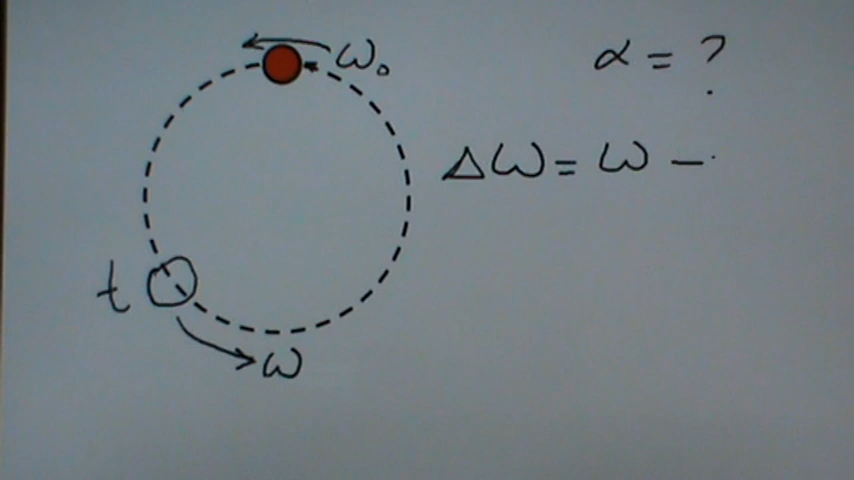 ω₀
α = ?
Δω = ω -
t
ω